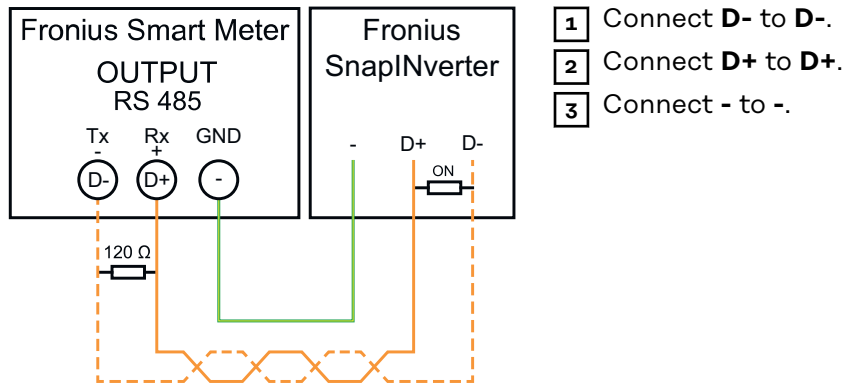 Fronius Smart Meter
OUTPUT
RS 485
Tx Rx GND
- +
D- D+ -
120 Ω
Fronius
SnapINverter
- D+ D-
ON
1 Connect D- to D-.
2 Connect D+ to D+.
3 Connect - to -.